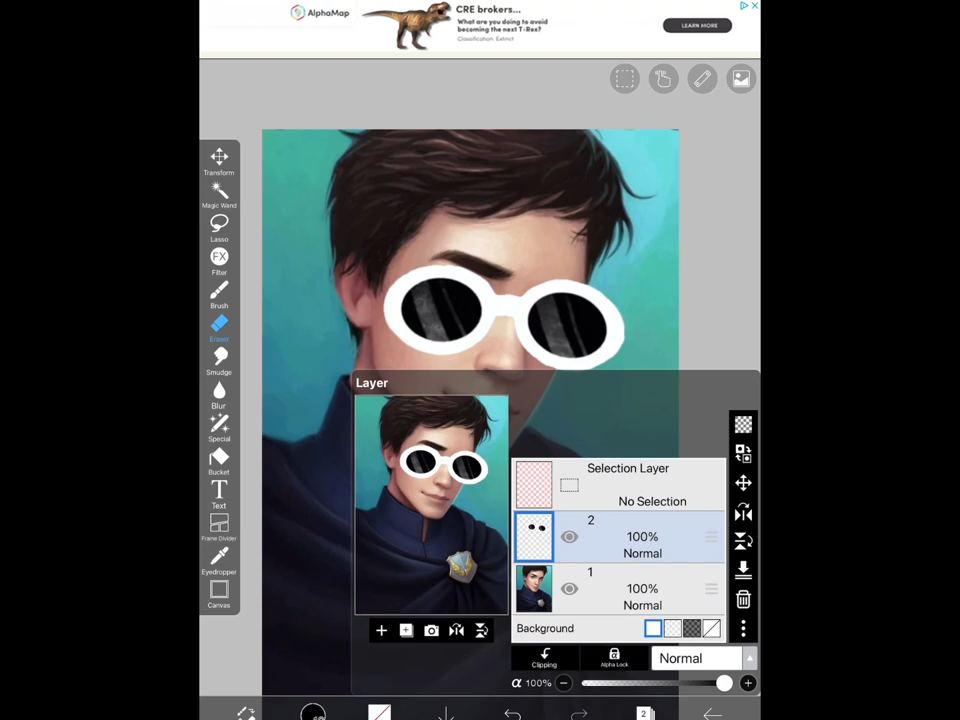 AlphaMap
CRE brokers...
What are you doing to avoid
becoming the next T-Rex?
Classification: Extinct
LEARN MORE
Transform
Magic Wand
Lasso
FX
Filter
Brush
Eraser
Smudge
Blur
Special
Bucket
T
Text
Frame Divider
Eyedropper
Canvas
Layer
Selection Layer
No Selection
2
100%
Normal
1
100%
Normal
Background
Clipping
Alpha Lock
Normal
α 100%
2